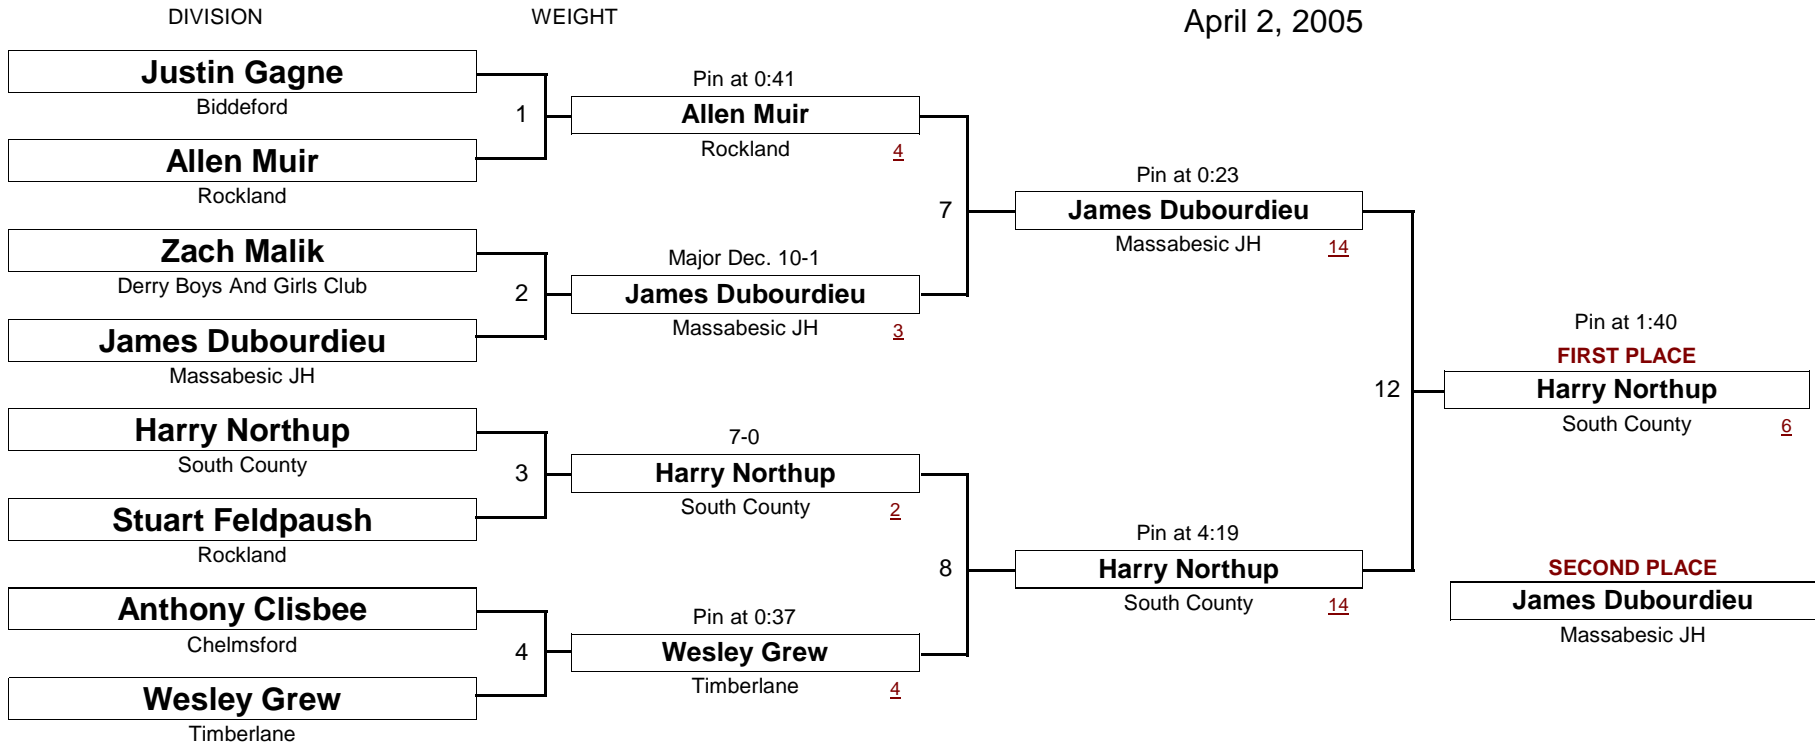 DIVISION
WEIGHT
April 2, 2005
Justin Gagne
Biddeford
1
Allen Muir
Rockland
Zach Malik
Derry Boys And Girls Club
2
James Dubourdieu
Massabesic JH
Harry Northup
South County
3
Stuart Feldpaush
Rockland
Anthony Clisbee
Chelmsford
4
Wesley Grew
Timberlane
Pin at 0:41
Allen Muir
Rockland 4
7
Major Dec. 10-1
James Dubourdieu
Massabesic JH 3
7-0
Harry Northup
South County 2
8
Pin at 0:37
Wesley Grew
Timberlane 4
Pin at 0:23
James Dubourdieu
Massabesic JH 14
12
Pin at 4:19
Harry Northup
South County 14
Pin at 1:40
FIRST PLACE
Harry Northup
South County 6
SECOND PLACE
James Dubourdieu
Massabesic JH